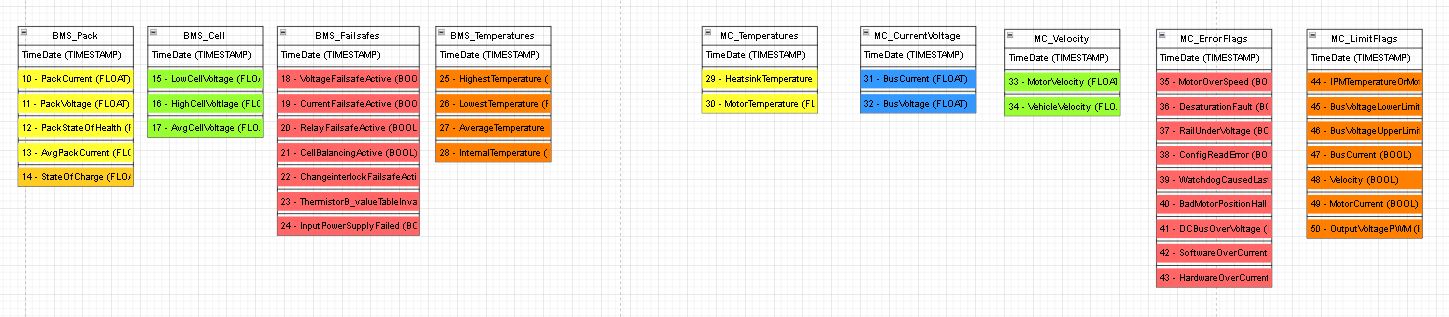 BMS_Pack
TimeDate (TIMESTAMP)
10 - PackCurrent (FLOAT)
11 - PackVoltage (FLOAT)
12 - PackStateOfHealth (F
13 - AvgPackCurrent (FLO
14 - StateOfCharge (FLOA
BMS_Cell
TimeDate (TIMESTAMP)
15 - LowCellVoltage (FLOA
16 - HighCellVoltage (FLO
17 - AvgCellVoltage (FLO
BMS_Failsafes
TimeDate (TIMESTAMP)
18 - VoltageFailsafeActive (BOO
19 - CurrentFailsafeActive (BOO
20 - RelayFailsafeActive (BOOL
21 - CellBalancingActive (BOOL)
22 - ChangeinterlockFailsafeActi
23 - ThermistorB_valueTableInva
24 - InputPowerSupplyFailed (BO
BMS_Temperatures
TimeDate (TIMESTAMP)
25 - HighestTemperature (
26 - LowestTemperature (F
27 - AverageTemperature
28 - InternalTemperature (
MC_Temperatures
TimeDate (TIMESTAMP)
29 - HeatsinkTemperature
30 - MotorTemperature (FL
MC_CurrentVoltage
TimeDate (TIMESTAMP)
31 - BusCurrent (FLOAT)
32 - BusVoltage (FLOAT)
MC_Velocity
TimeDate (TIMESTAMP)
33 - MotorVelocity (FLOAT
34 - VehicleVelocity (FLO
MC_ErrorFlags
TimeDate (TIMESTAMP)
35 - MotorOverSpeed (BO
36 - DesaturationFault (BO
37 - RailUnderVoltage (BO
38 - ConfigReadError (BO
39 - WatchdogCausedLas
40 - BadMotorPositionHall
41 - DCBusOverVoltage (
42 - SoftwareOverCurrent
43 - HardwareOverCurrent
MC_LimitFlags
TimeDate (TIMESTAMP)
44 - IPMTemperatureOrMot
45 - BusVoltageLowerLimit
46 - BusVoltageUpperLimit
47 - BusCurrent (BOOL)
48 - Velocity (BOOL)
49 - MotorCurrent (BOOL)
50 - OutputVoltagePWM (